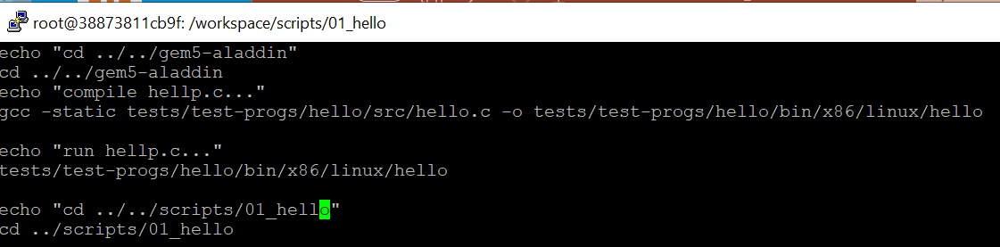 root@38873811cb9f: /workspace/scripts/01_hello
echo "cd ../../gem5-aladdin"
cd ../../gem5-aladdin
echo "compile hellp.c..."
gcc -static tests/test-progs/hello/src/hello.c -o tests/test-progs/hello/bin/x86/linux/hello
echo "run hellp.c..."
tests/test-progs/hello/bin/x86/linux/hello
echo "cd ../../scripts/01_hello"
cd ../scripts/01_hello